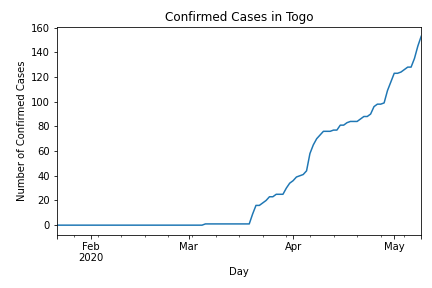 Confirmed Cases in Togo
Number of Confirmed Cases
160
140
120
100
80
60
40
20
0
Feb
2020
Mar
Apr
May
Day